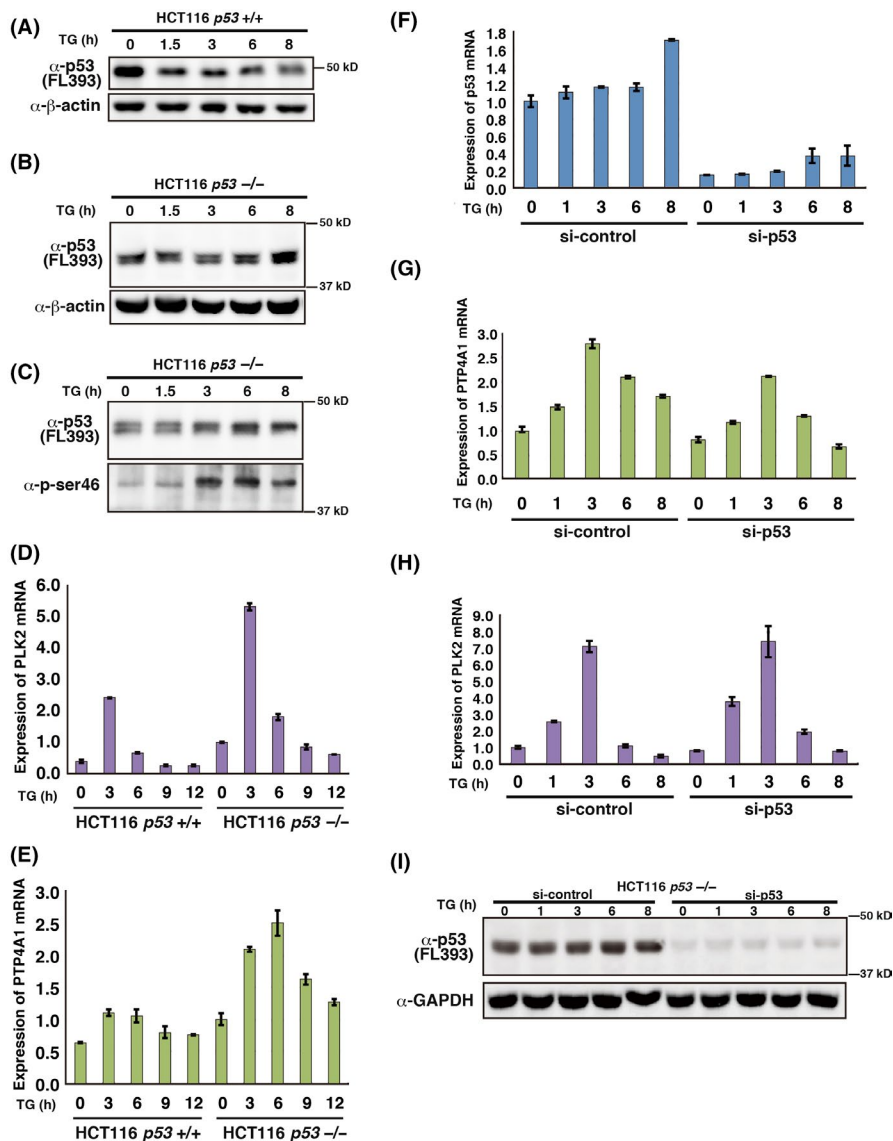 (A)
HCT116 p53 +/+
TG (h)
0 1.5 3 6 8
α-p53
(FL393)
50 kD
α-β-actin
(B)
HCT116 p53 –/–
TG (h)
0 1.5 3 6 8
50 kD
α-p53
(FL393)
37 kD
α-β-actin
(C)
HCT116 p53 –/–
TG (h)
0 1.5 3 6 8
50 kD
α-p53
(FL393)
α-p-ser46
37 kD
(D)
Expression of PLK2 mRNA
6.0
5.0
4.0
3.0
2.0
1.0
0.0
TG (h)
0 3 6 9 12 0 3 6 9 12
HCT116 p53 +/+ HCT116 p53 –/–
(E)
Expression of PTP4A1 mRNA
3.0
2.5
2.0
1.5
1.0
0.5
0.0
TG (h)
0 3 6 9 12 0 3 6 9 12
HCT116 p53 +/+ HCT116 p53 –/–
(F)
Expression of p53 mRNA
1.8
1.6
1.4
1.2
1.0
0.8
0.6
0.4
0.2
0.0
TG (h)
0 1 3 6 8 0 1 3 6 8
si-control si-p53
(G)
Expression of PTP4A1 mRNA
3.0
2.5
2.0
1.5
1.0
0.5
0.0
TG (h)
0 1 3 6 8 0 1 3 6 8
si-control si-p53
(H)
Expression of PLK2 mRNA
9.0
8.0
7.0
6.0
5.0
4.0
3.0
2.0
1.0
0.0
TG (h)
0 1 3 6 8 0 1 3 6 8
si-control si-p53
(I)
HCT116 p53 –/–
si-control si-p53
TG (h)
0 1 3 6 8 0 1 3 6 8
50 kD
α-p53
(FL393)
37 kD
α-GAPDH